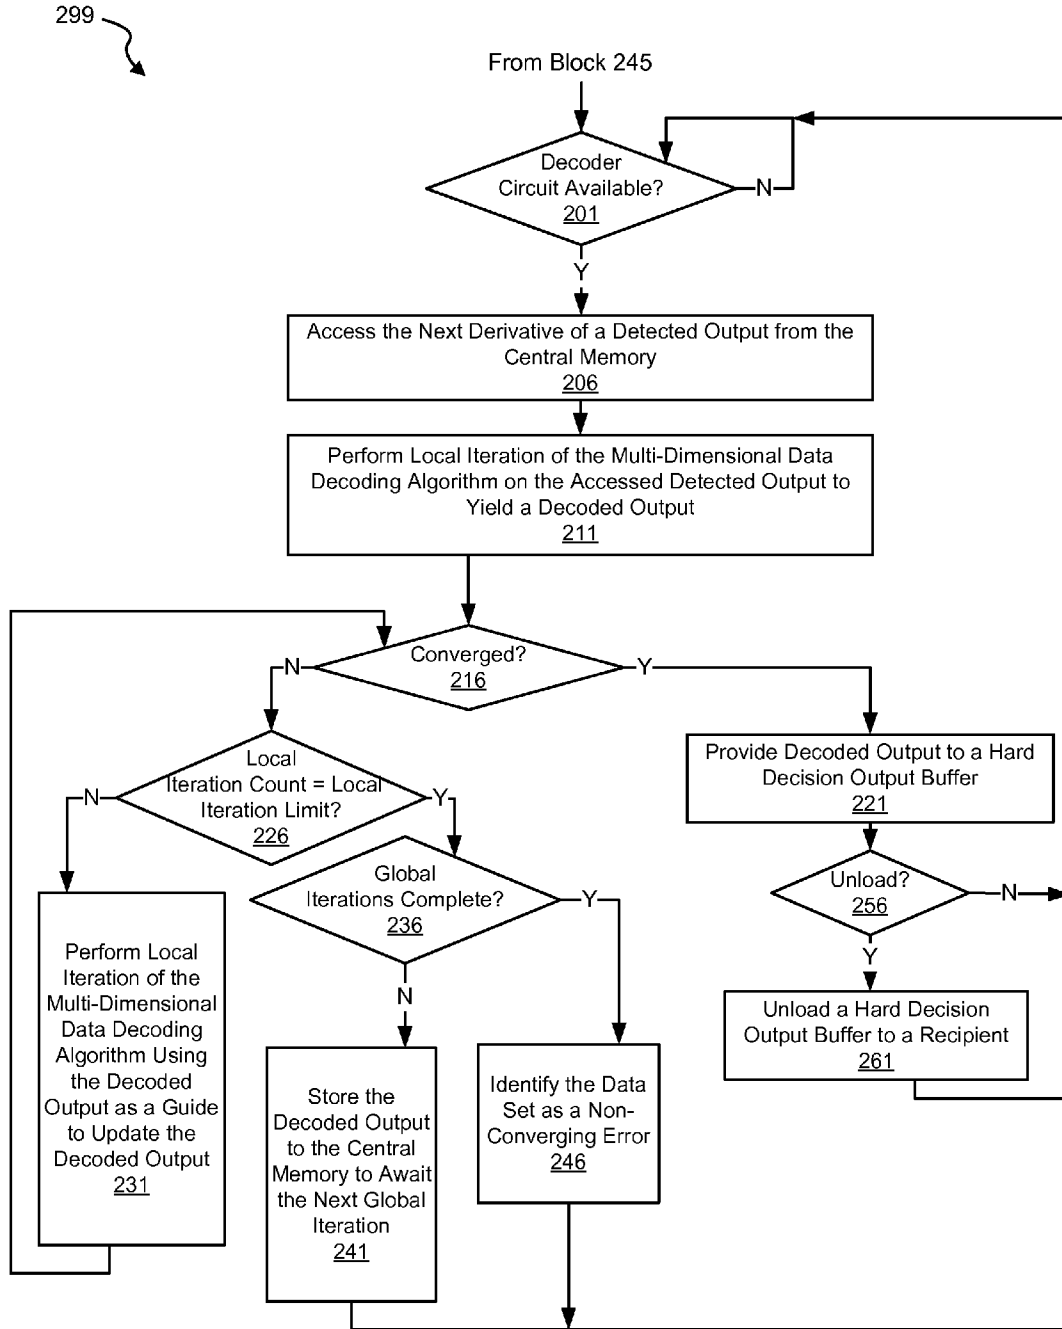 299
From Block 245
Decoder
Circuit Available?
201
N
Y
Access the Next Derivative of a Detected Output from the
Central Memory
206
Perform Local Iteration of the Multi-Dimensional Data
Decoding Algorithm on the Accessed Detected Output to
Yield a Decoded Output
211
Converged?
216
N
Y
Local
Iteration Count = Local
Iteration Limit?
226
N
Y
Provide Decoded Output to a Hard
Decision Output Buffer
221
Global
Iterations Complete?
236
Y
N
Unload?
256
N
Y
Perform Local
Iteration of the
Multi-Dimensional
Data Decoding
Algorithm Using
the Decoded
Output as a Guide
to Update the
Decoded Output
231
Unload a Hard Decision
Output Buffer to a Recipient
261
Store the
Decoded Output
to the Central
Memory to Await
the Next Global
Iteration
241
Identify the Data
Set as a Non-
Converging Error
246